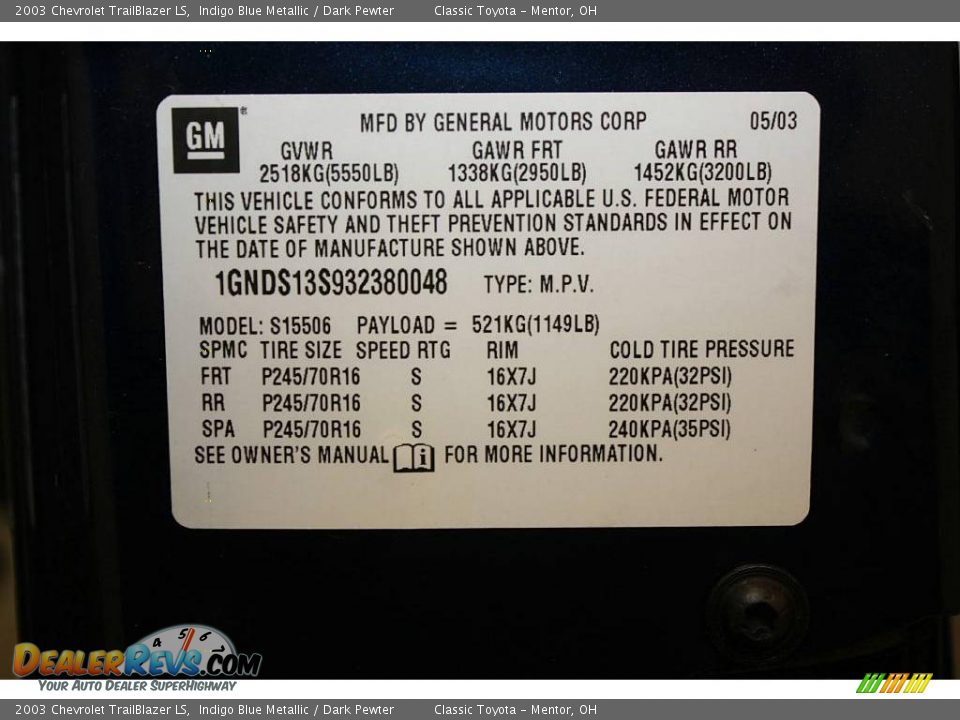 2003 Chevrolet TrailBlazer LS, Indigo Blue Metallic / Dark Pewter Classic Toyota – Mentor, OH
GM®
MFD BY GENERAL MOTORS CORP 05/03
GVWR GAWR FRT GAWR RR
2518KG(5550LB) 1338KG(2950LB) 1452KG(3200LB)
THIS VEHICLE CONFORMS TO ALL APPLICABLE U.S. FEDERAL MOTOR
VEHICLE SAFETY AND THEFT PREVENTION STANDARDS IN EFFECT ON
THE DATE OF MANUFACTURE SHOWN ABOVE.
1GNDS13S932380048 TYPE: M.P.V.
MODEL: S15506 PAYLOAD = 521KG(1149LB)
SPMC TIRE SIZE SPEED RTG RIM COLD TIRE PRESSURE
FRT P245/70R16 S 16X7J 220KPA(32PSI)
RR P245/70R16 S 16X7J 220KPA(32PSI)
SPA P245/70R16 S 16X7J 240KPA(35PSI)
SEE OWNER'S MANUAL i FOR MORE INFORMATION.
4 5 6
DEALERREVS.COM
YOUR AUTO DEALER SUPERHIGHWAY
2003 Chevrolet TrailBlazer LS, Indigo Blue Metallic / Dark Pewter Classic Toyota – Mentor, OH